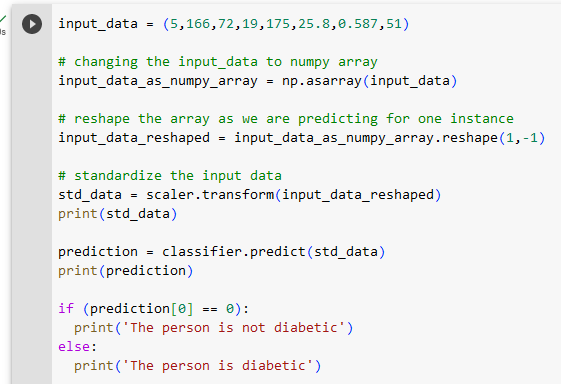 input_data = (5,166,72,19,175,25.8,0.587,51)
# changing the input_data to numpy array
input_data_as_numpy_array = np.asarray(input_data)
# reshape the array as we are predicting for one instance
input_data_reshaped = input_data_as_numpy_array.reshape(1,-1)
# standardize the input data
std_data = scaler.transform(input_data_reshaped)
print(std_data)
prediction = classifier.predict(std_data)
print(prediction)
if (prediction[0] == 0):
  print('The person is not diabetic')
else:
  print('The person is diabetic')